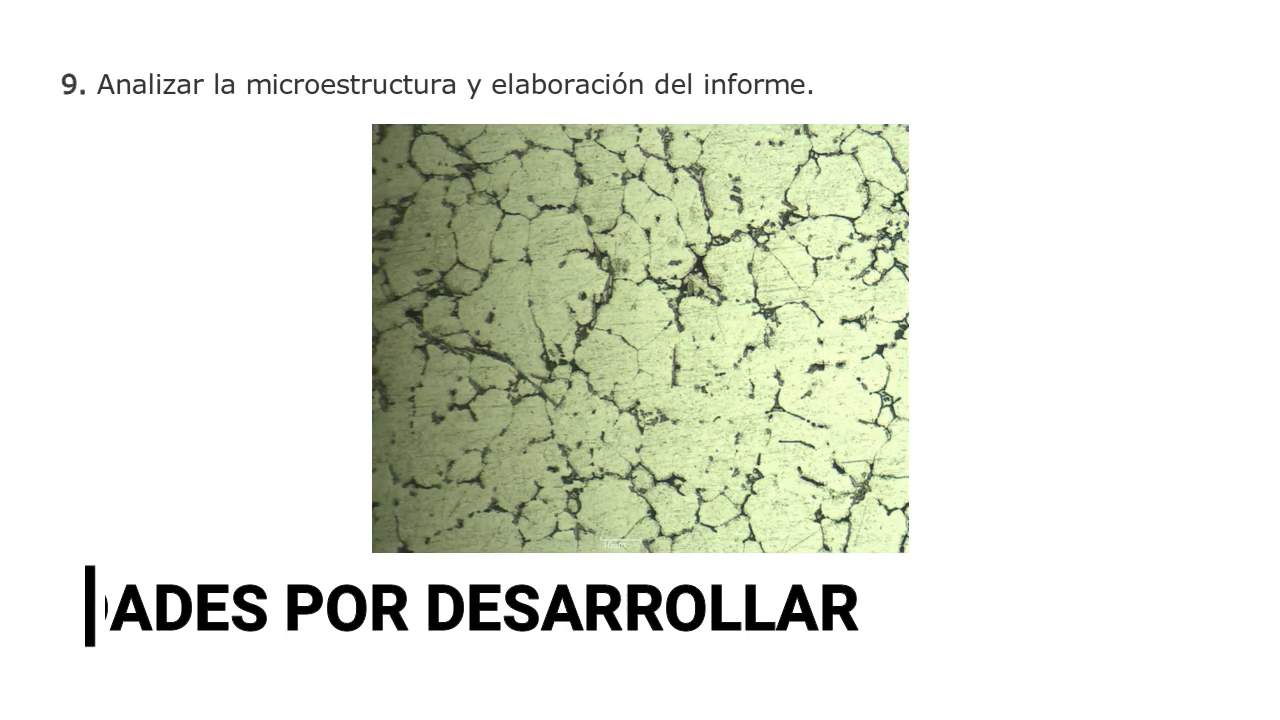 9. Analizar la microestructura y elaboración del informe.
ADES POR DESARROLLAR